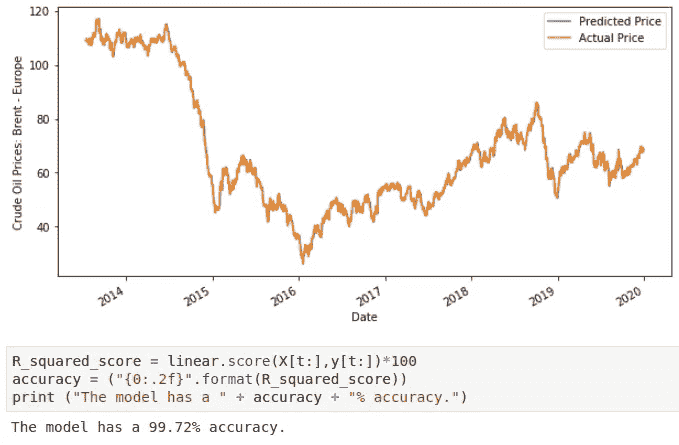 120
100
80
60
40
Crude Oil Prices: Brent - Europe
Predicted Price
Actual Price
2014
2015
2016
2017
2018
2019
2020
Date
R_squared_score = linear.score(X[t:],y[t:])*100
accuracy = ("{0:.2f}".format(R_squared_score))
print ("The model has a " + accuracy + "% accuracy.")
The model has a 99.72% accuracy.